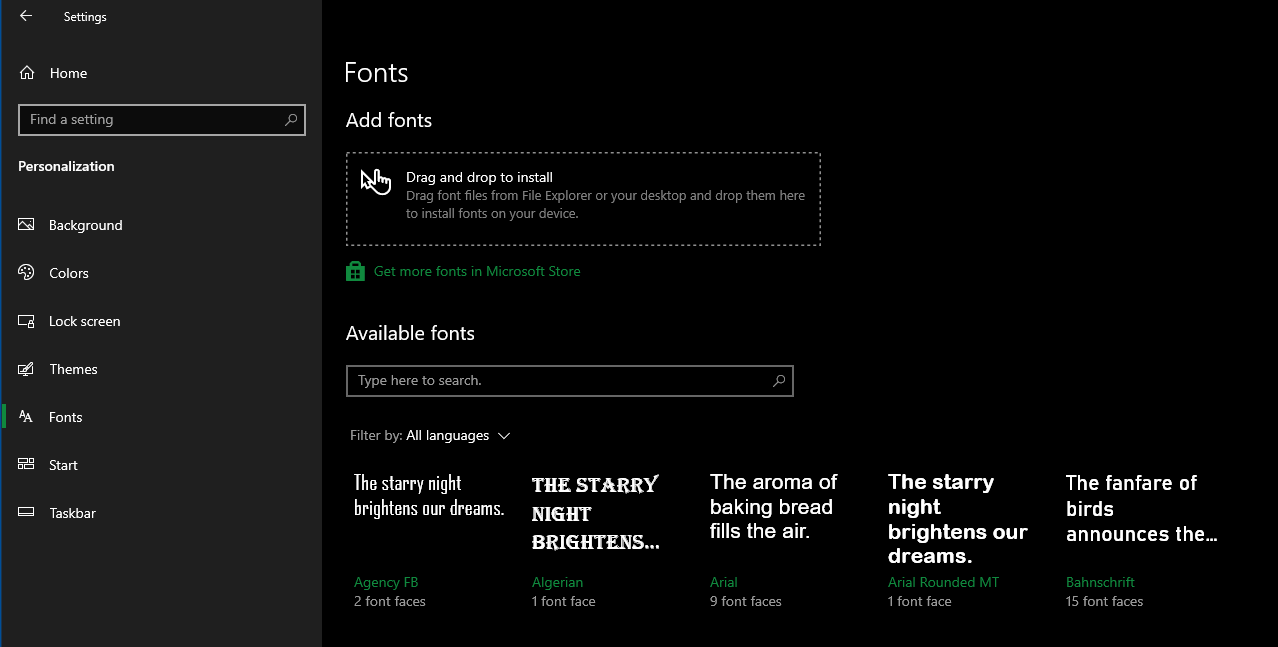 Settings
Home
Find a setting
Personalization
Background
Colors
Lock screen
Themes
Fonts
Start
Taskbar
Fonts
Add fonts
Drag and drop to install
Drag font files from File Explorer or your desktop and drop them here
to install fonts on your device.
Get more fonts in Microsoft Store
Available fonts
Type here to search.
Filter by: All languages
The starry night
brightens our dreams.
Agency FB
2 font faces
THE STARRY
NIGHT
BRIGHTENS...
Algerian
1 font face
The aroma of
baking bread
fills the air.
Arial
9 font faces
The starry
night
brightens our
dreams.
Arial Rounded MT
1 font face
The fanfare of
birds
announces the...
Bahnschrift
15 font faces